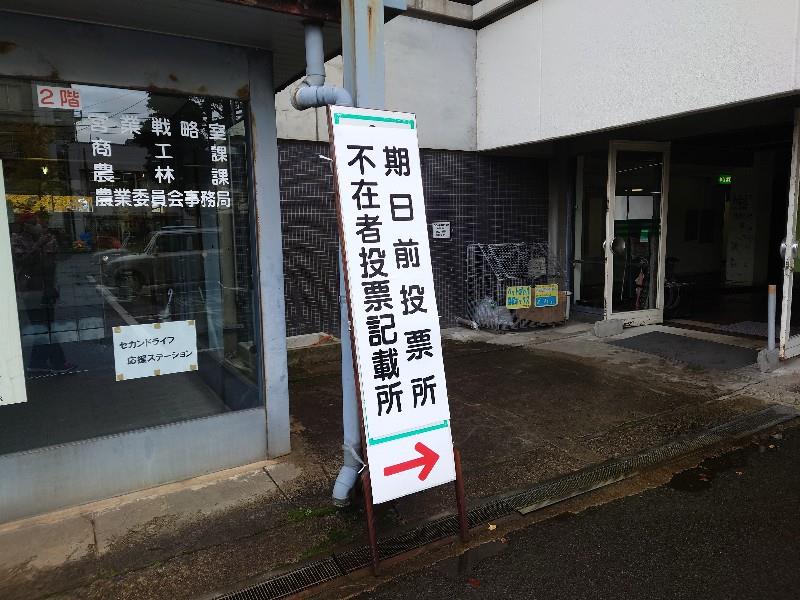 2階
営業戦略室
商工課
農林課
農業委員会事務局
セカンドライフ
応援ステーション
期日前投票所
不在者投票記載所